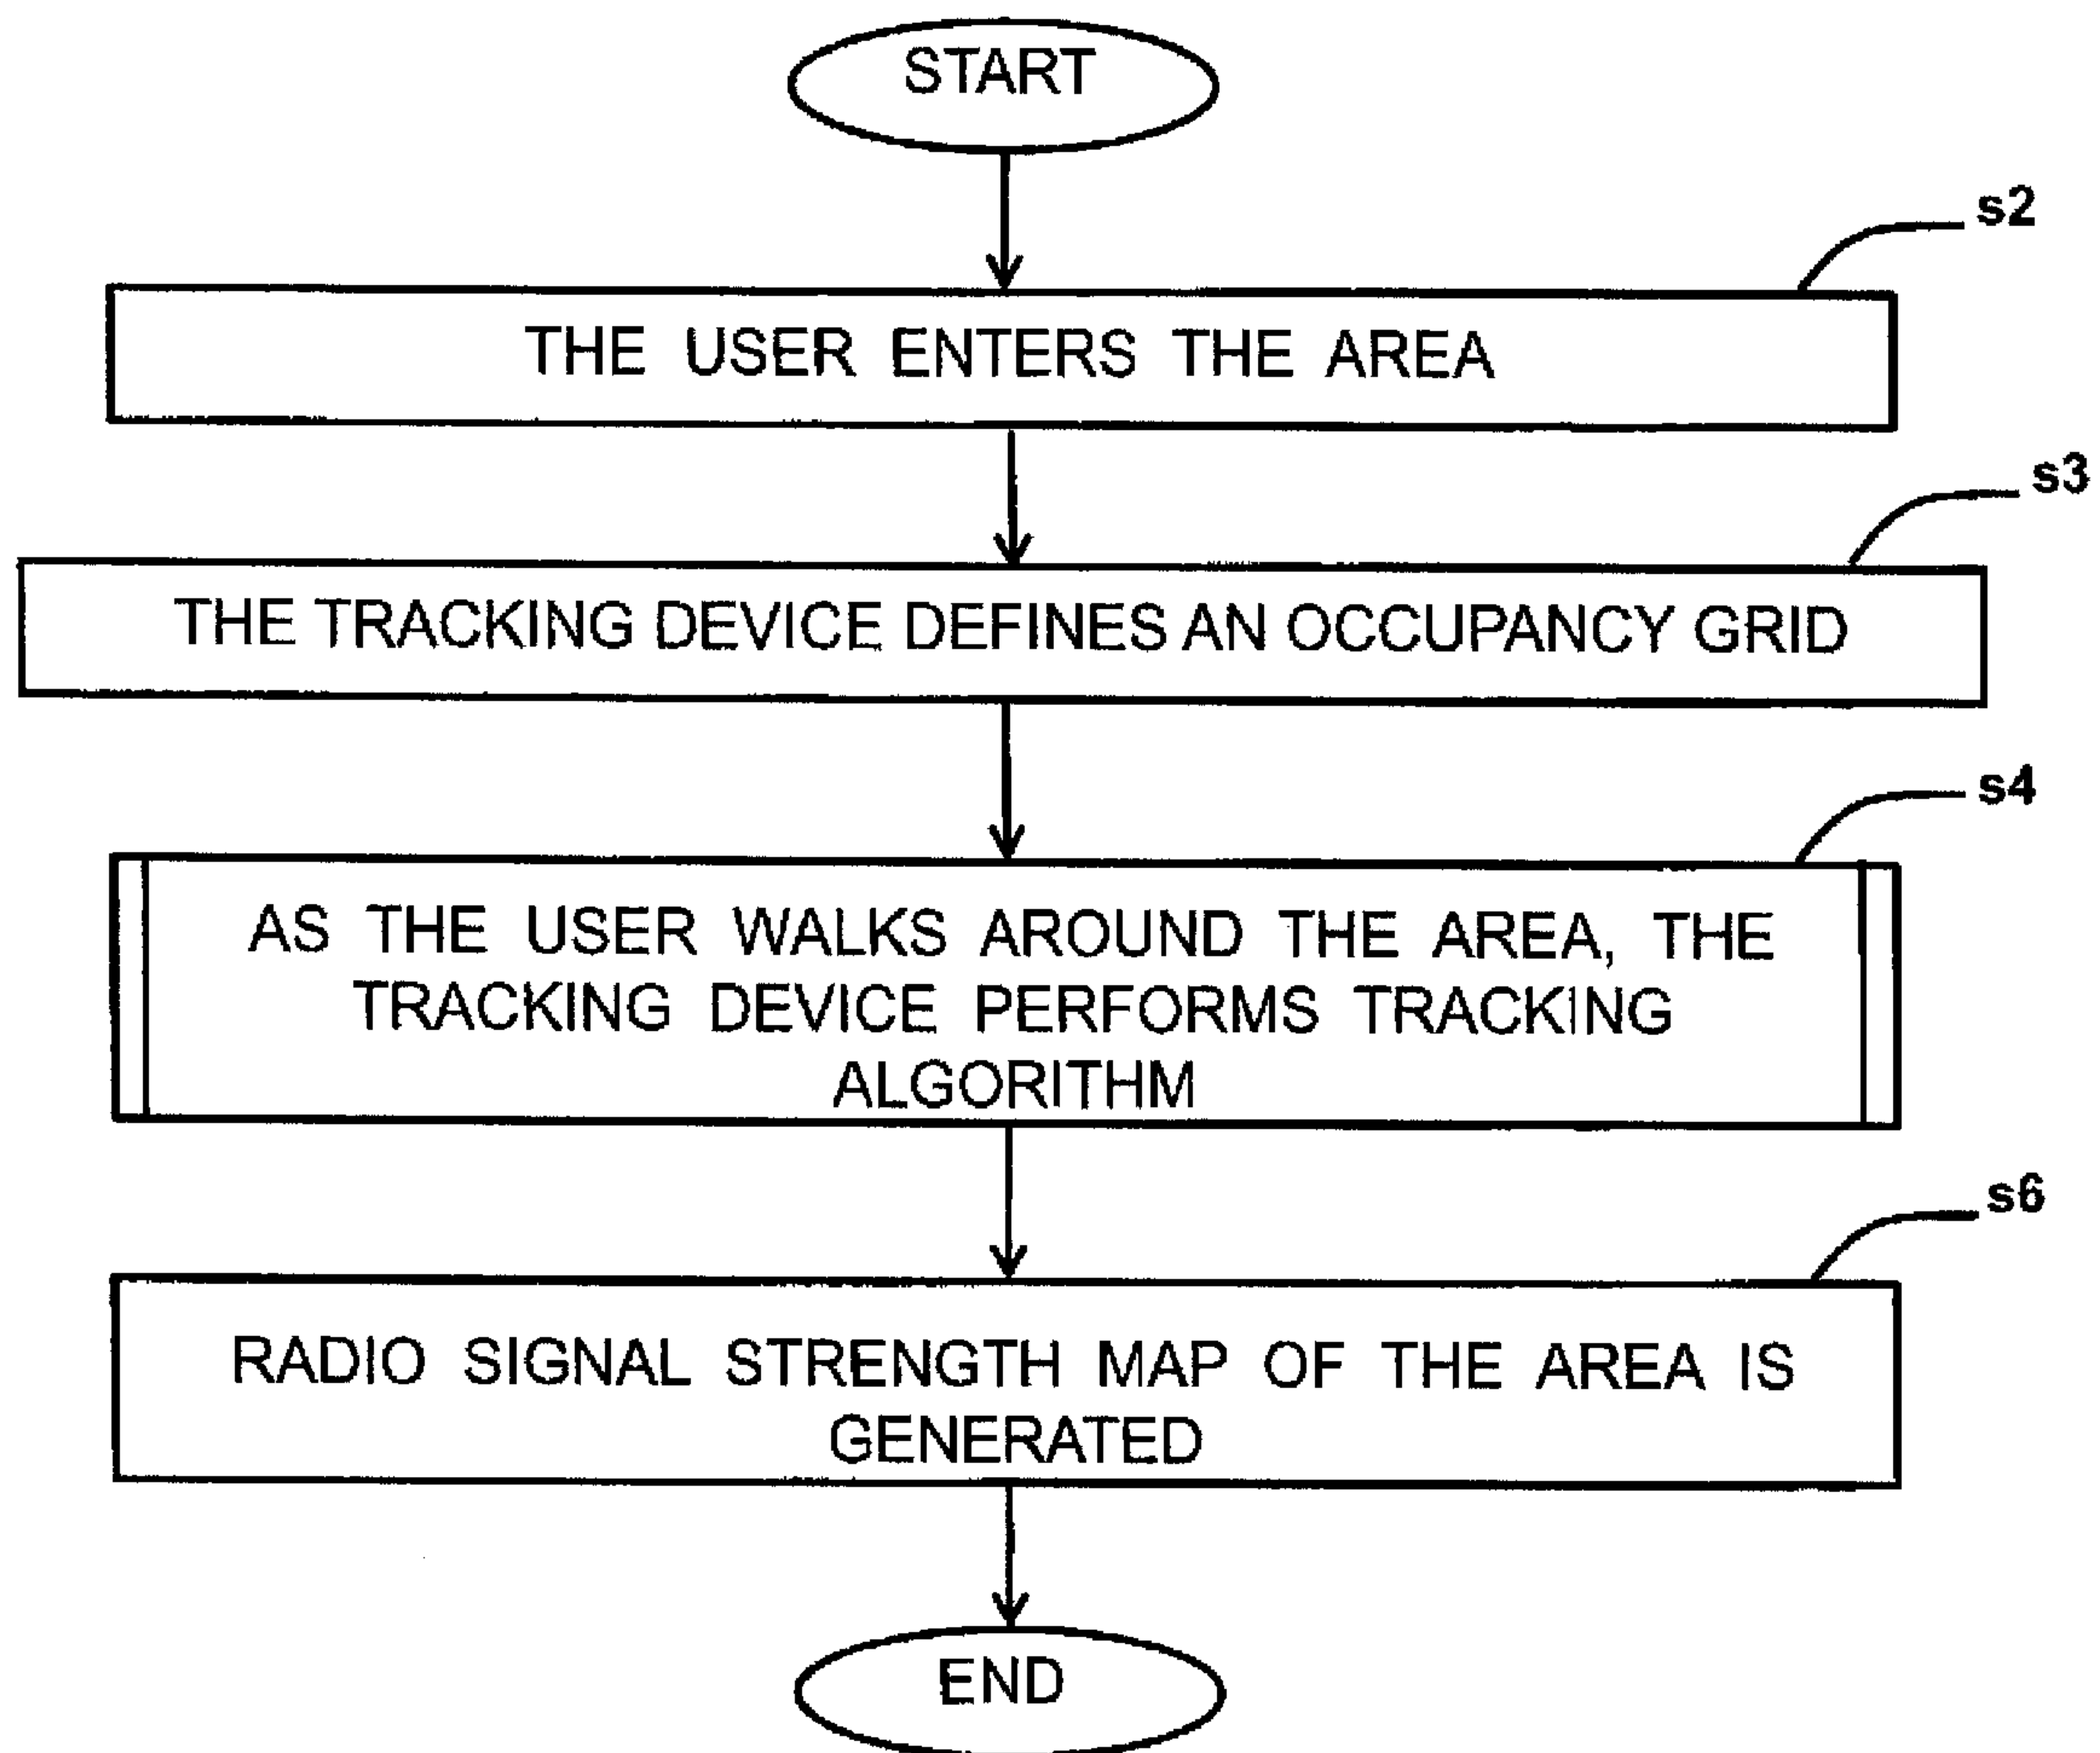 START
s2
THE USER ENTERS THE AREA
s3
THE TRACKING DEVICE DEFINES AN OCCUPANCY GRID
s4
AS THE USER WALKS AROUND THE AREA, THE
TRACKING DEVICE PERFORMS TRACKING
ALGORITHM
s6
RADIO SIGNAL STRENGTH MAP OF THE AREA IS
GENERATED
END